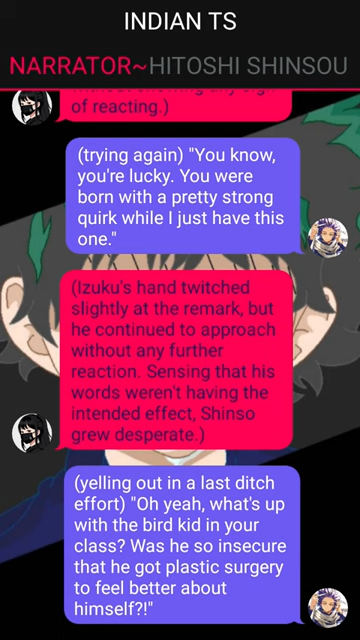 INDIAN TS
NARRATOR~HITOSHI SHINSOU
without showing any sign
of reacting.)
(trying again) "You know,
you're lucky. You were
born with a pretty strong
quirk while I just have this
one."
(Izuku's hand twitched
slightly at the remark, but
he continued to approach
without any further
reaction. Sensing that his
words weren't having the
intended effect, Shinso
grew desperate.)
(yelling out in a last ditch
effort) "Oh yeah, what's up
with the bird kid in your
class? Was he so insecure
that he got plastic surgery
to feel better about
himself?!"